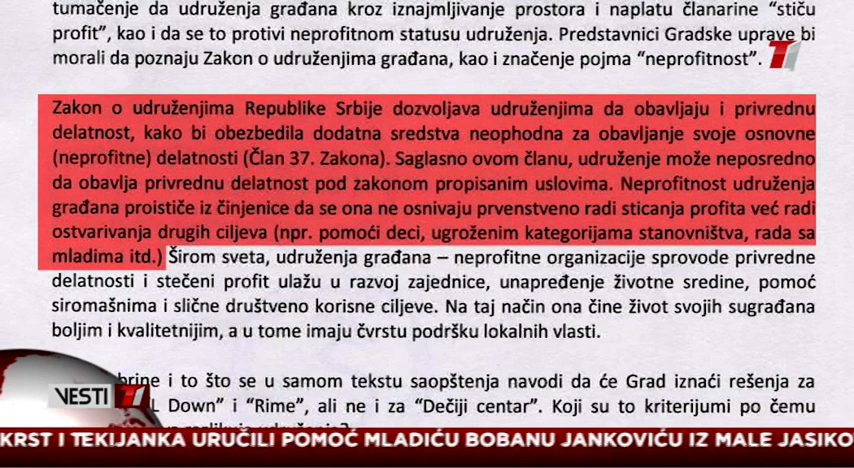 tumačenje da udruženja građana kroz iznajmljivanje prostora i naplatu članarine “stiču
profit”, kao i da se to protivi neprofitnom statusu udruženja. Predstavnici Gradske uprave bi
morali da poznaju Zakon o udruženjima građana, kao i značenje pojma “neprofitnost”.
Zakon o udruženjima Republike Srbije dozvoljava udruženjima da obavljaju i privrednu
delatnost, kako bi obezbedila dodatna sredstva neophodna za obavljanje svoje osnovne
(neprofitne) delatnosti (Član 37. Zakona). Saglasno ovom članu, udruženje može neposredno
da obavlja privrednu delatnost pod zakonom propisanim uslovima. Neprofitnost udruženja
građana proističe iz činjenice da se ona ne osnivaju prvenstveno radi sticanja profita već radi
ostvarivanja drugih ciljeva (npr. pomoći deci, ugroženim kategorijama stanovništva, rada sa
mladima itd.) Širom sveta, udruženja građana – neprofitne organizacije sprovode privredne
delatnosti i stečeni profit ulažu u razvoj zajednice, unapređenje životne sredine, pomoć
siromašnima i slične društveno korisne ciljeve. Na taj način ona čine život svojih sugrađana
boljim i kvalitetnijim, a u tome imaju čvrstu podršku lokalnih vlasti.
brine i to što se u samom tekstu saopštenja navodi da će Grad iznaći rešenja za
VESTI T1
Down” i “Rime”, ali ne i za “Dečiji centar”. Koji su to kriterijumi po čemu
KRST I TEKIJANKA URUČILI POMOĆ MLADIĆU BOBANU JANKOVIĆU IZ MALE JASIKO